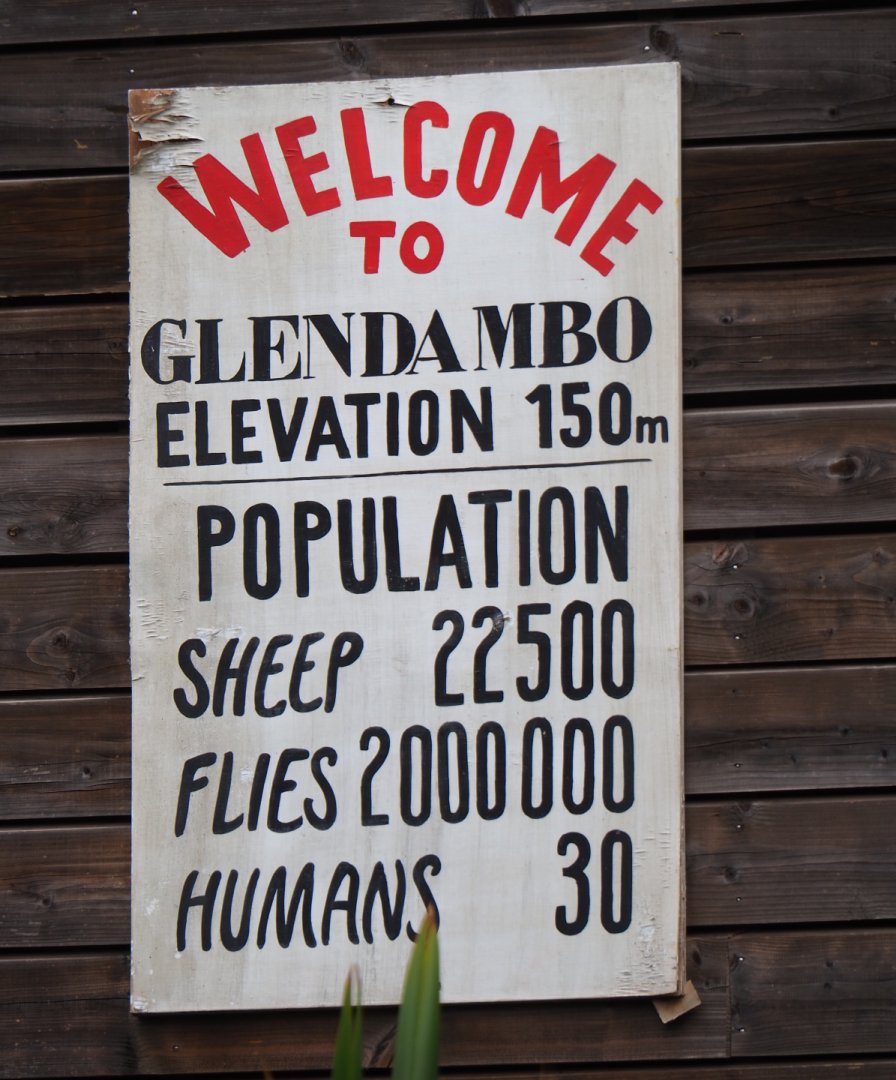 WELCOME
TO
GLENDAMBO
ELEVATION 150m
POPULATION
SHEEP 22500
FLIES 2000000
HUMANS 30